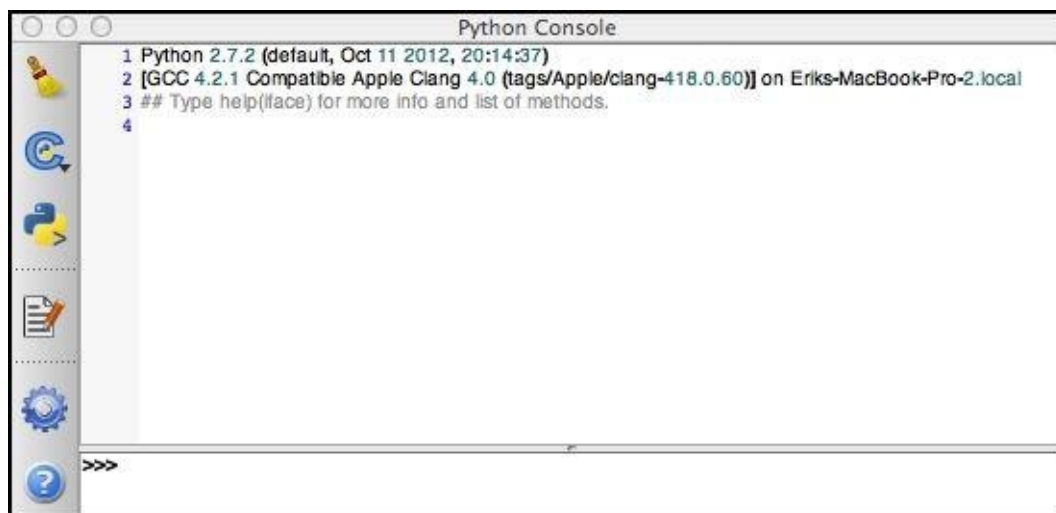 Python Console
1 Python 2.7.2 (default, Oct 11 2012, 20:14:37)
2 [GCC 4.2.1 Compatible Apple Clang 4.0 (tags/Apple/clang-418.0.60)] on Eriks-MacBook-Pro-2.local
3 ## Type help(iface) for more info and list of methods.
4
>>>